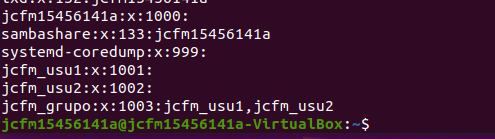 jcfm15456141a:x:1000:
sambashare:x:133:jcfm15456141a
systemd-coredump:x:999:
jcfm_usu1:x:1001:
jcfm_usu2:x:1002:
jcfm_grupo:x:1003:jcfm_usu1,jcfm_usu2
jcfm15456141a@jcfm15456141a-VirtualBox:~$